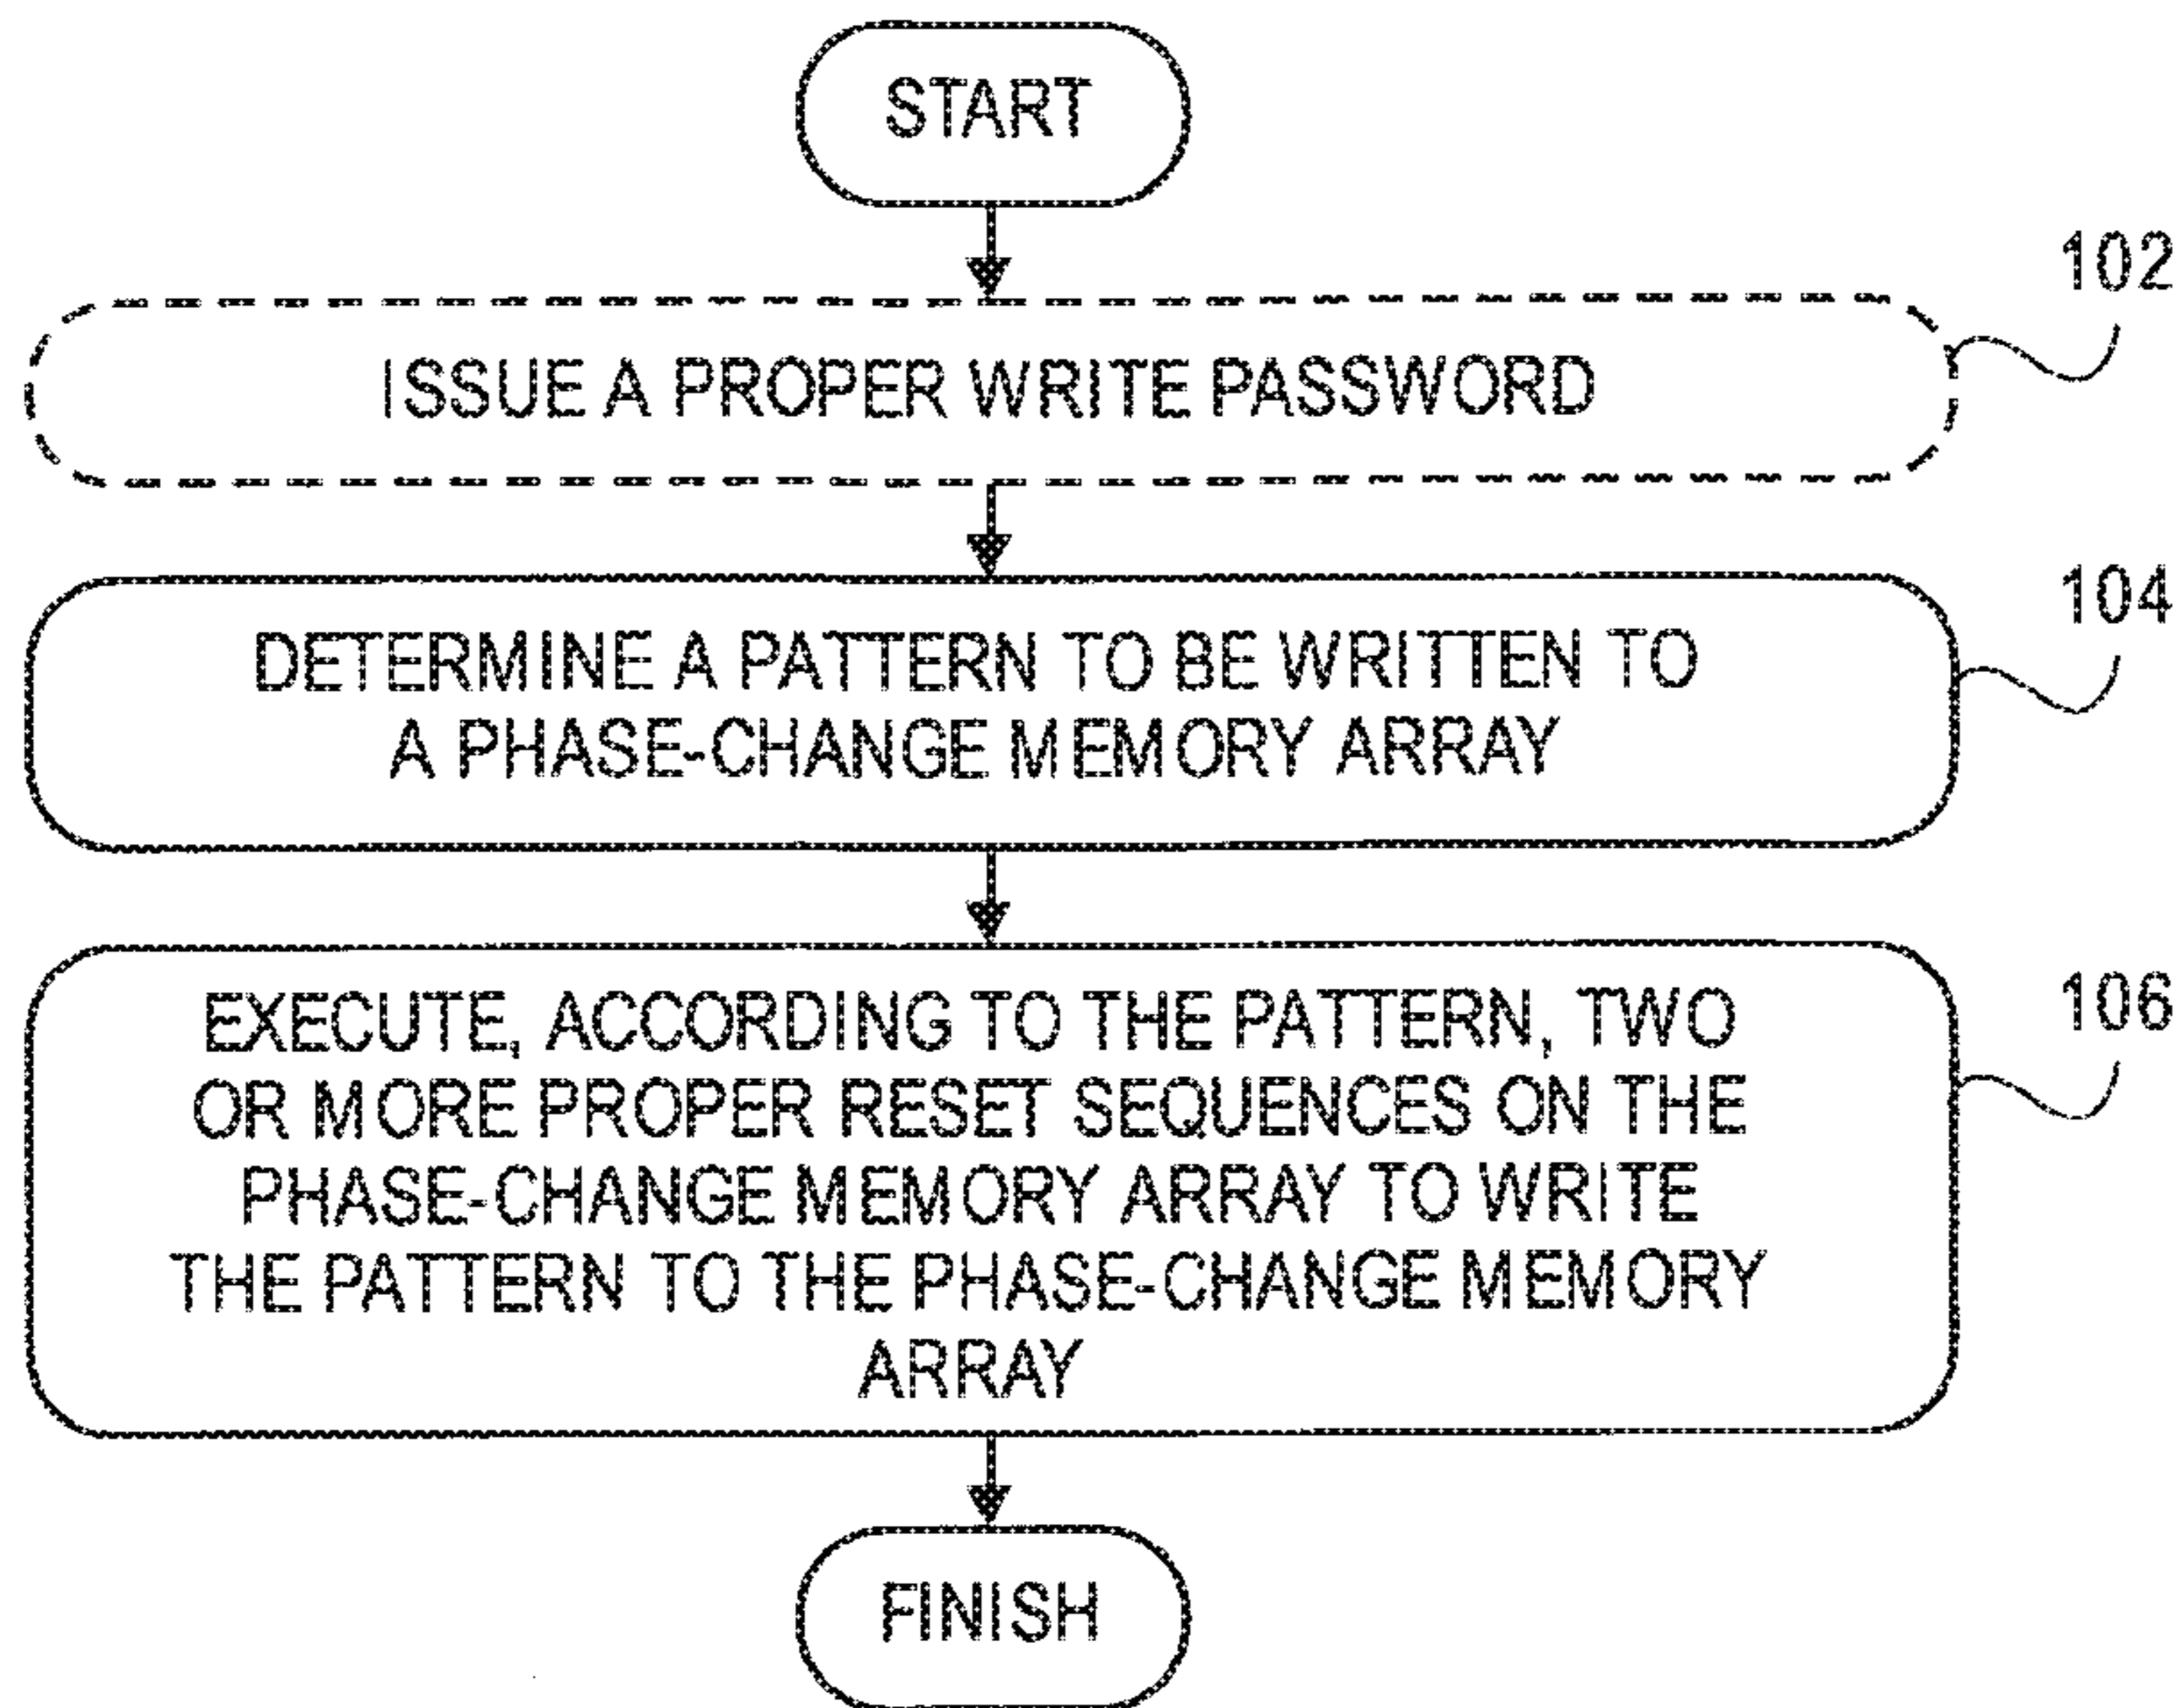 START
102
ISSUE A PROPER WRITE PASSWORD
104
DETERMINE A PATTERN TO BE WRITTEN TO
A PHASE-CHANGE MEMORY ARRAY
106
EXECUTE, ACCORDING TO THE PATTERN, TWO
OR MORE PROPER RESET SEQUENCES ON THE
PHASE-CHANGE MEMORY ARRAY TO WRITE
THE PATTERN TO THE PHASE-CHANGE MEMORY
ARRAY
FINISH